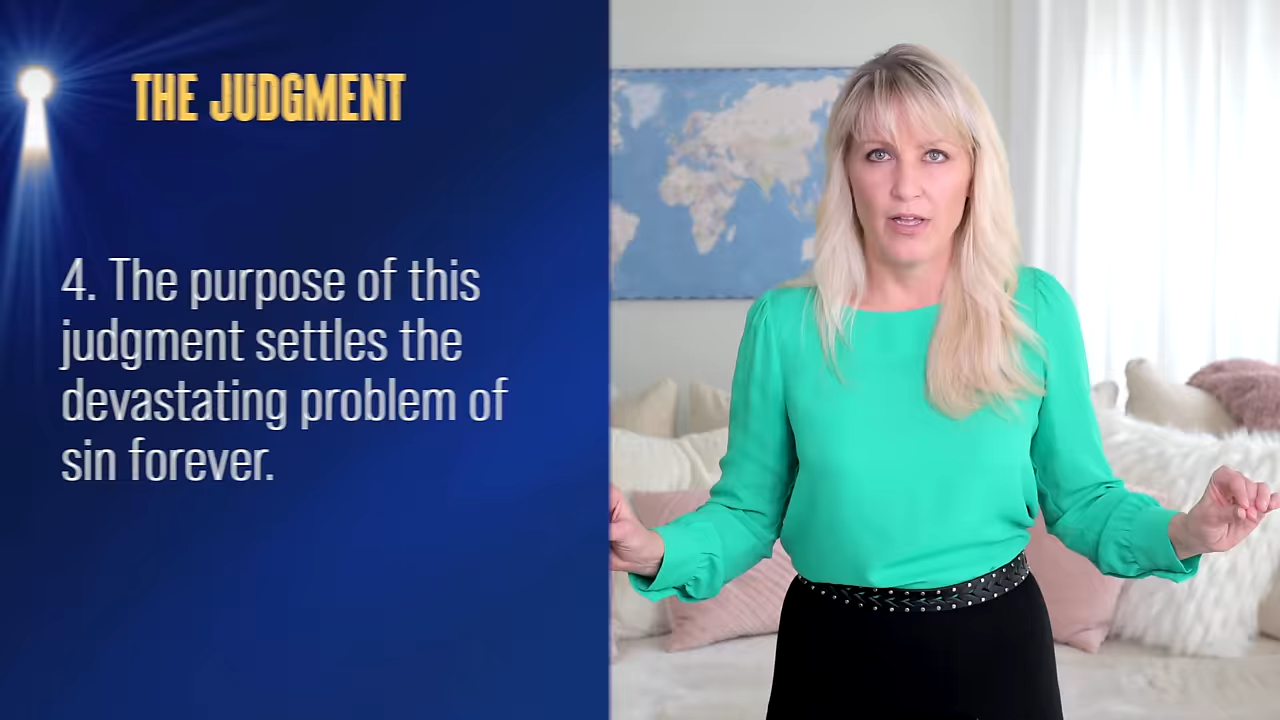 THE JUDGMENT
4. The purpose of this
judgment settles the
devastating problem of
sin forever.